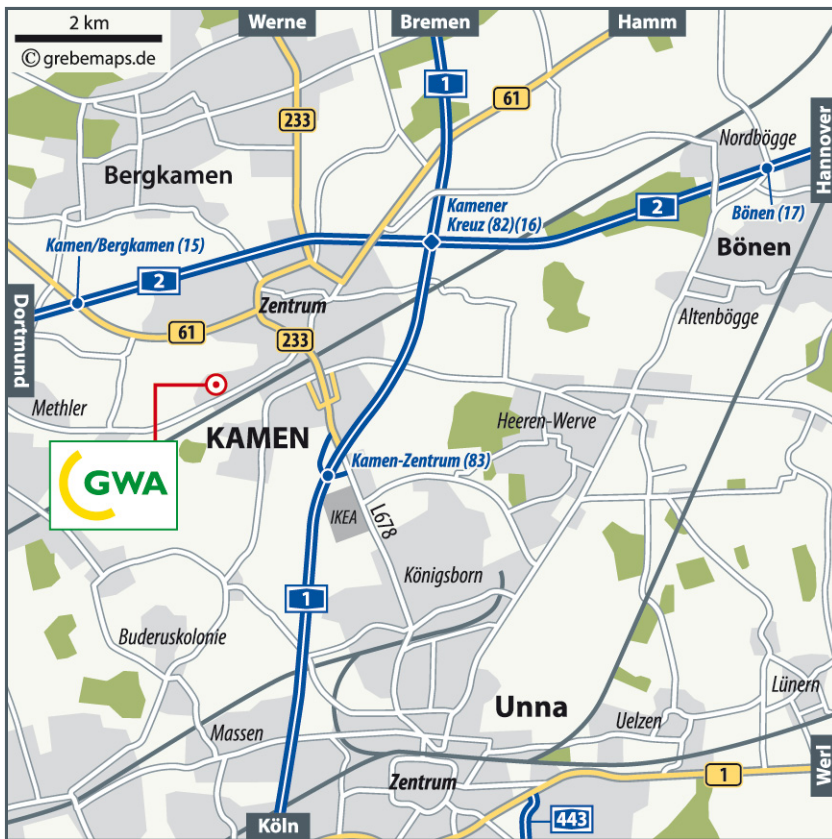 2 km
© grebemaps.de
Werne
Bremen
Hamm
1
61
233
Hannover
Nordbögge
Bergkamen
Kamener
Kreuz (82)(16)
2
Bönen (17)
Kamen/Bergkamen (15)
Bönen
2
Zentrum
Dortmund
61
233
Altenbögge
Methler
KAMEN
Heeren-Werve
GWA
Kamen-Zentrum (83)
IKEA
L678
Königsborn
1
Buderuskolonie
Unna
Lünern
Massen
Uelzen
Zentrum
1
Werl
Köln
443